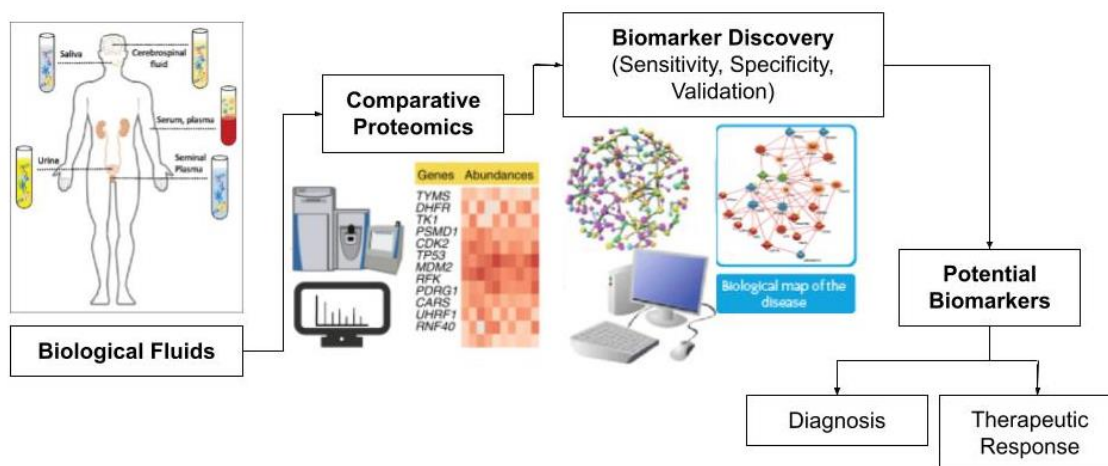 Saliva
Cerebrospinal
fluid
Serum, plasma
Urine
Seminal
Plasma
Biological Fluids
Comparative
Proteomics
Genes Abundances
TYMS
DHFR
TK1
PSMD1
CDK2
TP53
MDM2
RFK
PDRG1
CARS
UHRF1
RNF40
Biomarker Discovery
(Sensitivity, Specificity,
Validation)
Biological map of the
disease
Potential
Biomarkers
Diagnosis
Therapeutic
Response